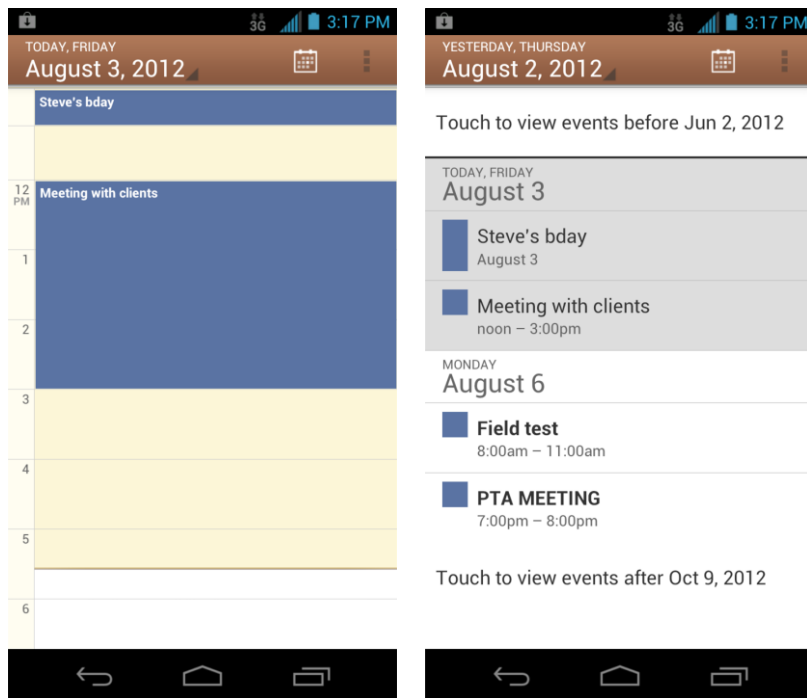 3G 3:17 PM
TODAY, FRIDAY
August 3, 2012
Steve's bday
12
PM
Meeting with clients
1
2
3
4
5
6
3G 3:17 PM
YESTERDAY, THURSDAY
August 2, 2012
Touch to view events before Jun 2, 2012
TODAY, FRIDAY
August 3
Steve's bday
August 3
Meeting with clients
noon – 3:00pm
MONDAY
August 6
Field test
8:00am – 11:00am
PTA MEETING
7:00pm – 8:00pm
Touch to view events after Oct 9, 2012